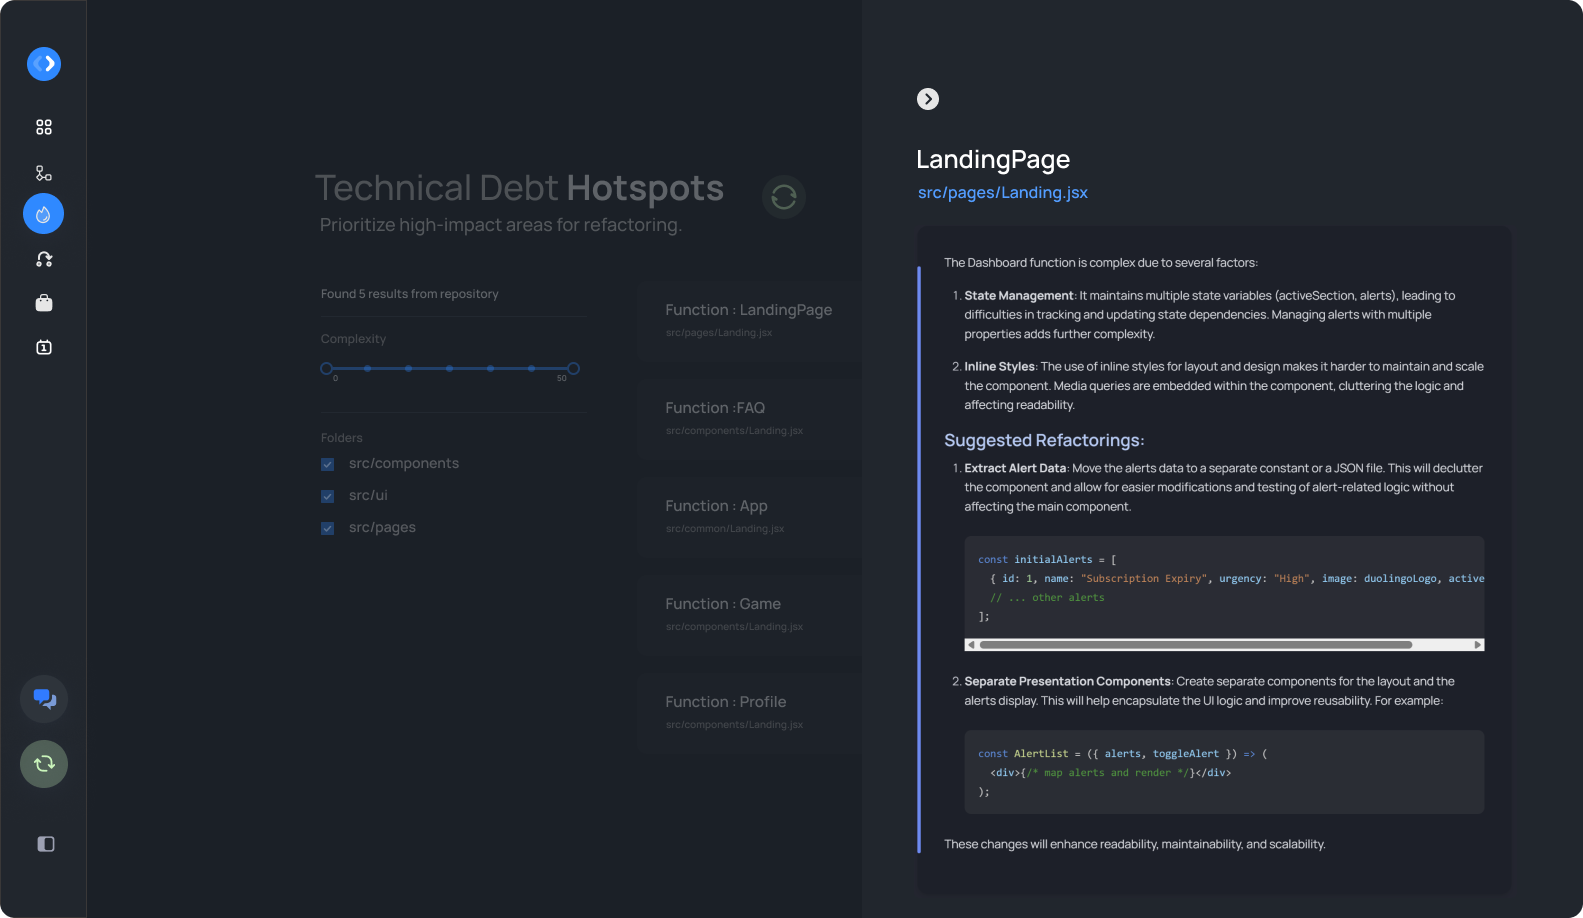 Technical Debt Hotspots
Prioritize high-impact areas for refactoring.
Found 5 results from repository
Complexity
0
50
Folders
src/components
src/ui
src/pages
Function : LandingPage
src/pages/Landing.jsx
Function :FAQ
src/components/Landing.jsx
Function : App
src/common/Landing.jsx
Function : Game
src/components/Landing.jsx
Function : Profile
src/components/Landing.jsx
LandingPage
src/pages/Landing.jsx
The Dashboard function is complex due to several factors:
1. State Management: It maintains multiple state variables (activeSection, alerts), leading to
difficulties in tracking and updating state dependencies. Managing alerts with multiple
properties adds further complexity.
2. Inline Styles: The use of inline styles for layout and design makes it harder to maintain and scale
the component. Media queries are embedded within the component, cluttering the logic and
affecting readability.
Suggested Refactorings:
1. Extract Alert Data: Move the alerts data to a separate constant or a JSON file. This will declutter
the component and allow for easier modifications and testing of alert-related logic without
affecting the main component.
const initialAlerts = [
{ id: 1, name: "Subscription Expiry", urgency: "High", image: duolingoLogo, active
// ... other alerts
];
2. Separate Presentation Components: Create separate components for the layout and the
alerts display. This will help encapsulate the UI logic and improve reusability. For example:
const AlertList = ({ alerts, toggleAlert }) => (
<div>{/* map alerts and render */}</div>
);
These changes will enhance readability, maintainability, and scalability.